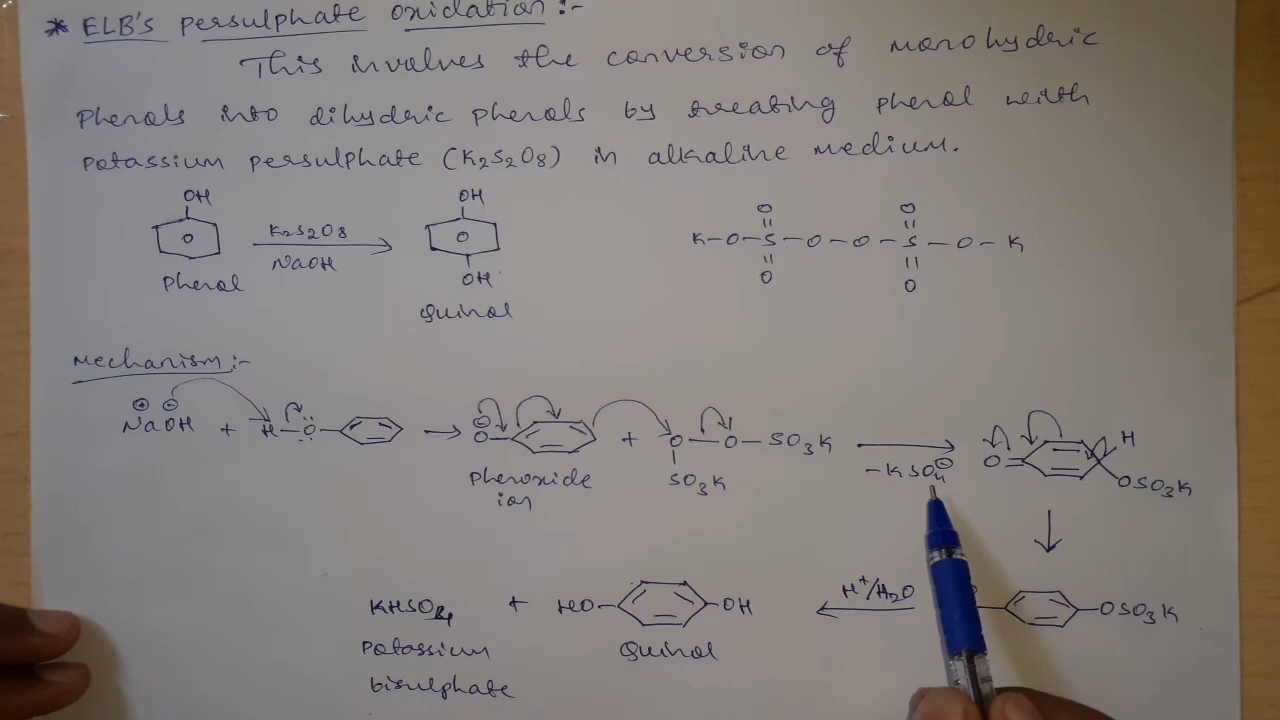 * ELB's persulphate oxidation :-
This involves the conversion of monohydric
phenols into dihydric phenols by treating phenol with
potassium persulphate (K2S2O8) in alkaline medium.
OH
K2S2O8
NaOH
Phenol
OH
OH
Quinol
O O
K-O-S-O-O-S-O-K
O O
Mechanism :-
⊕ ⊖
NaOH + H-O- → O- + O-O-SO3K
SO3K
Phenoxide
ion
-KSO4⊖
O= H
OSO3K
-OSO3K
H+/H2O
KHSO4 + HO- -OH
Potassium
bisulphate
Quinol